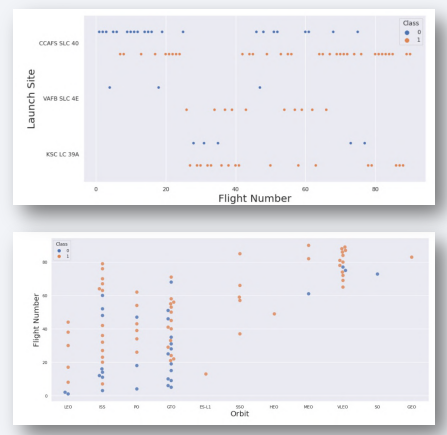 Class
0
1
CCAFS SLC 40
VAFB SLC 4E
KSC LC 39A
Launch Site
0 20 40 60 80
Flight Number
Class
0
1
80
60
40
20
0
Flight Number
LEO ISS PO GTO ES-L1 SSO HEO MEO VLEO SO GEO
Orbit